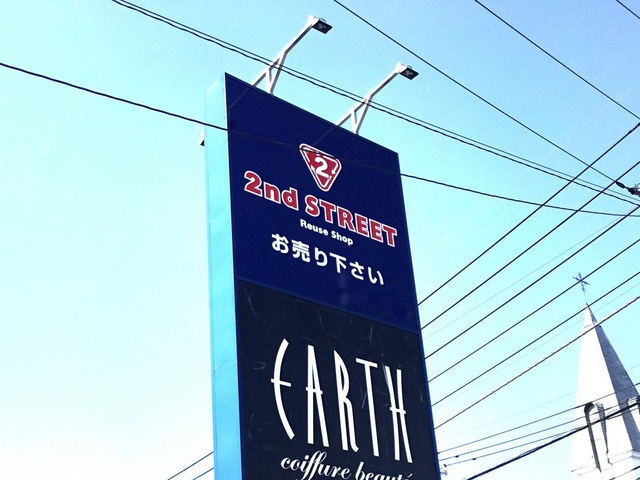 2
2nd STREET
Reuse Shop
お売り下さい
EARTH
coiffure beauté